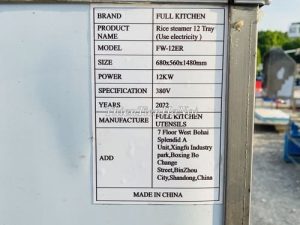 BRAND FULL KITCHEN
PRODUCT NAME Rice steamer 12 Tray
(Use electricity )
MODEL FW-12ER
SIZE 680x560x1480mm
POWER 12KW
SPECIFICATION 380V
YEARS 2022
MANUFACTURE FULL KITCHEN
UTENSILS
ADD 7 Floor West Bohai
Splendid A
Unit,Xingfu Industry
park,Boxing Bo
Change
Street,BinZhou
City,Shandong,China
MADE IN CHINA